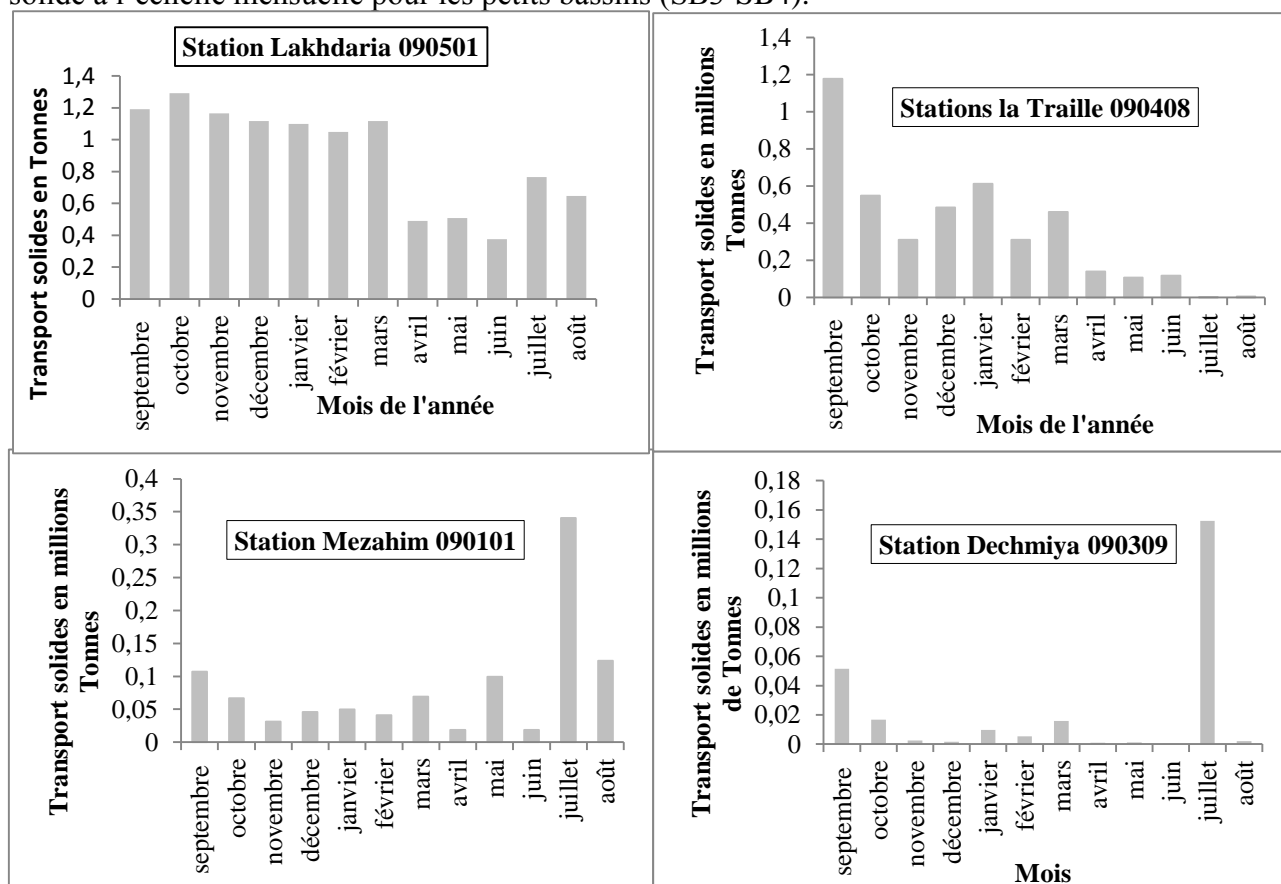 solide à l'échelle mensuelle pour les petits bassins (SB3-SB4).
Station Lakhdaria 090501
Transport solides en Tonnes
1,4
1,2
1
0,8
0,6
0,4
0,2
0
septembre
octobre
novembre
décembre
janvier
février
mars
avril
mai
juin
juillet
août
Mois de l'année
Stations la Traille 090408
Transport solides en millions
Tonnes
1,4
1,2
1
0,8
0,6
0,4
0,2
0
septembre
octobre
novembre
décembre
janvier
février
mars
avril
mai
juin
juillet
août
Mois de l'année
Station Mezahim 090101
Transport solides en millions
Tonnes
0,4
0,35
0,3
0,25
0,2
0,15
0,1
0,05
0
septembre
octobre
novembre
décembre
janvier
février
mars
avril
mai
juin
juillet
août
Station Dechmiya 090309
Transport solides en millions
de Tonnes
0,18
0,16
0,14
0,12
0,1
0,08
0,06
0,04
0,02
0
septembre
octobre
novembre
décembre
janvier
février
mars
avril
mai
juin
juillet
août
Mois